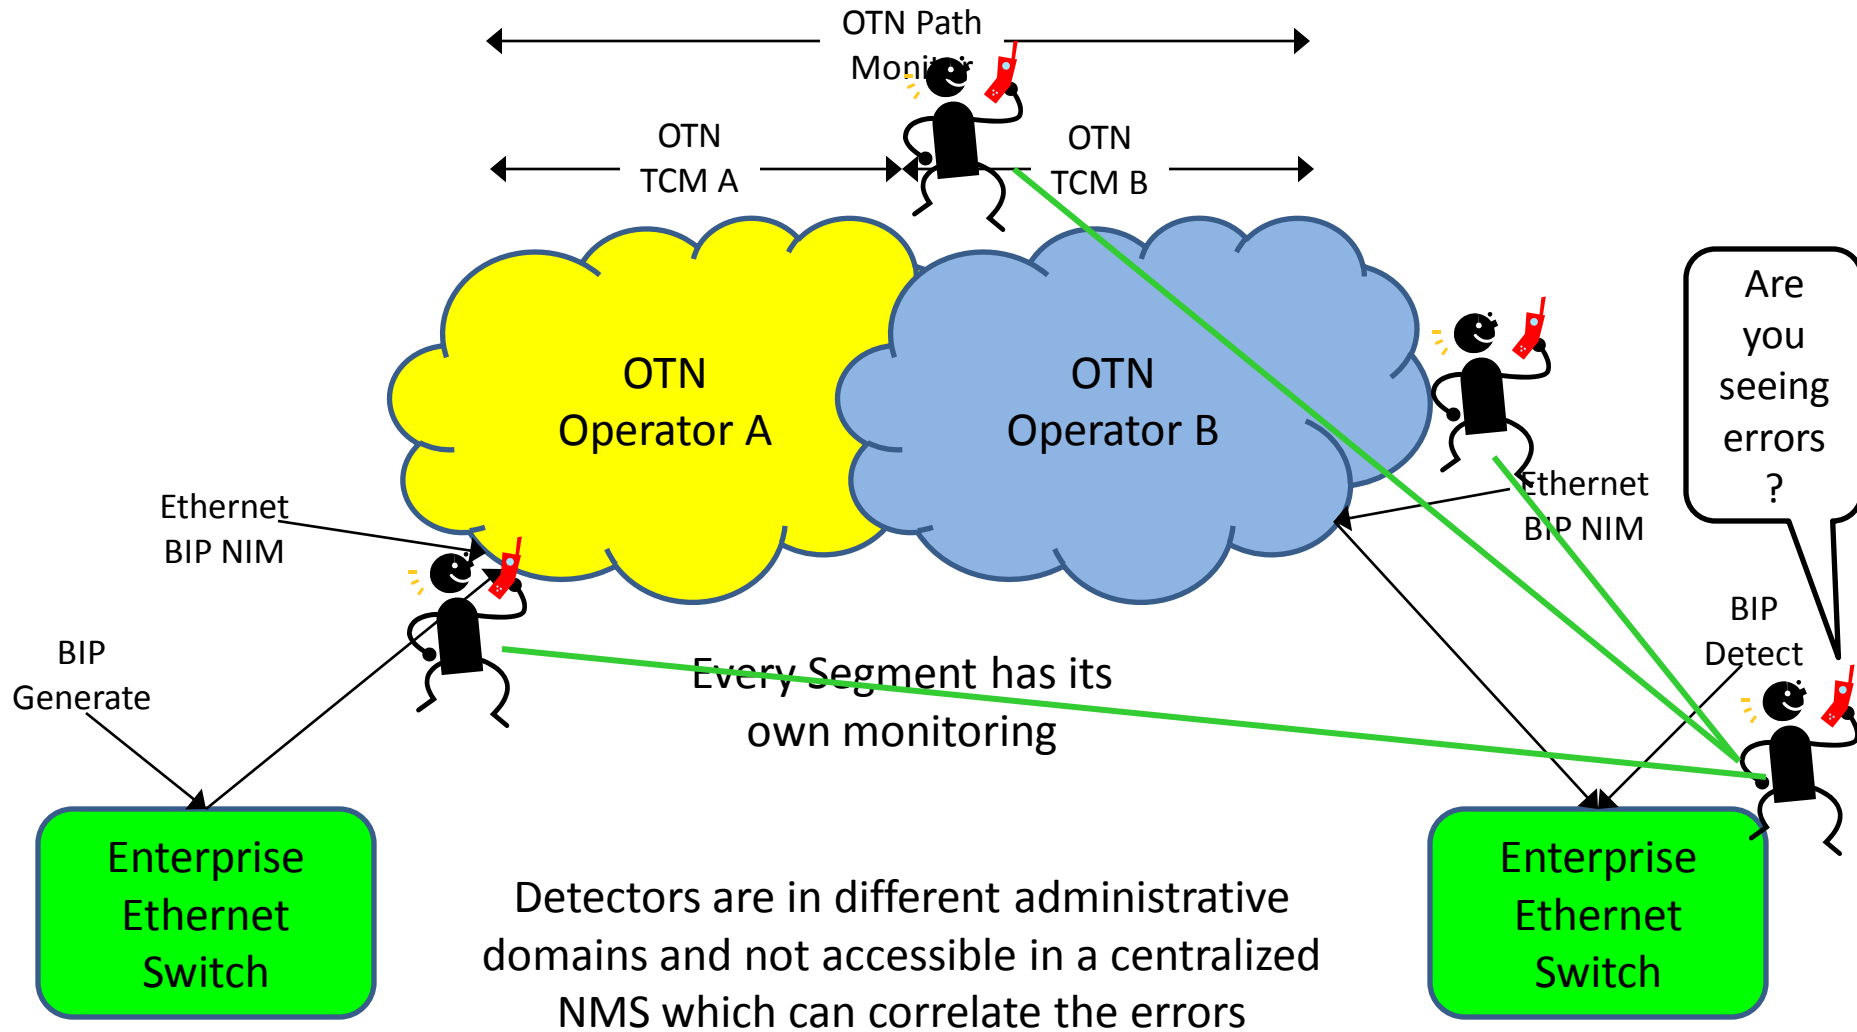 OTN Path
Monitor
OTN
TCM A
OTN
TCM B
OTN
Operator A
OTN
Operator B
Are
you
seeing
errors
?
Ethernet
BIP NIM
Ethernet
BIP NIM
BIP
Generate
BIP
Detect
Every Segment has its
own monitoring
Enterprise
Ethernet
Switch
Enterprise
Ethernet
Switch
Detectors are in different administrative
domains and not accessible in a centralized
NMS which can correlate the errors